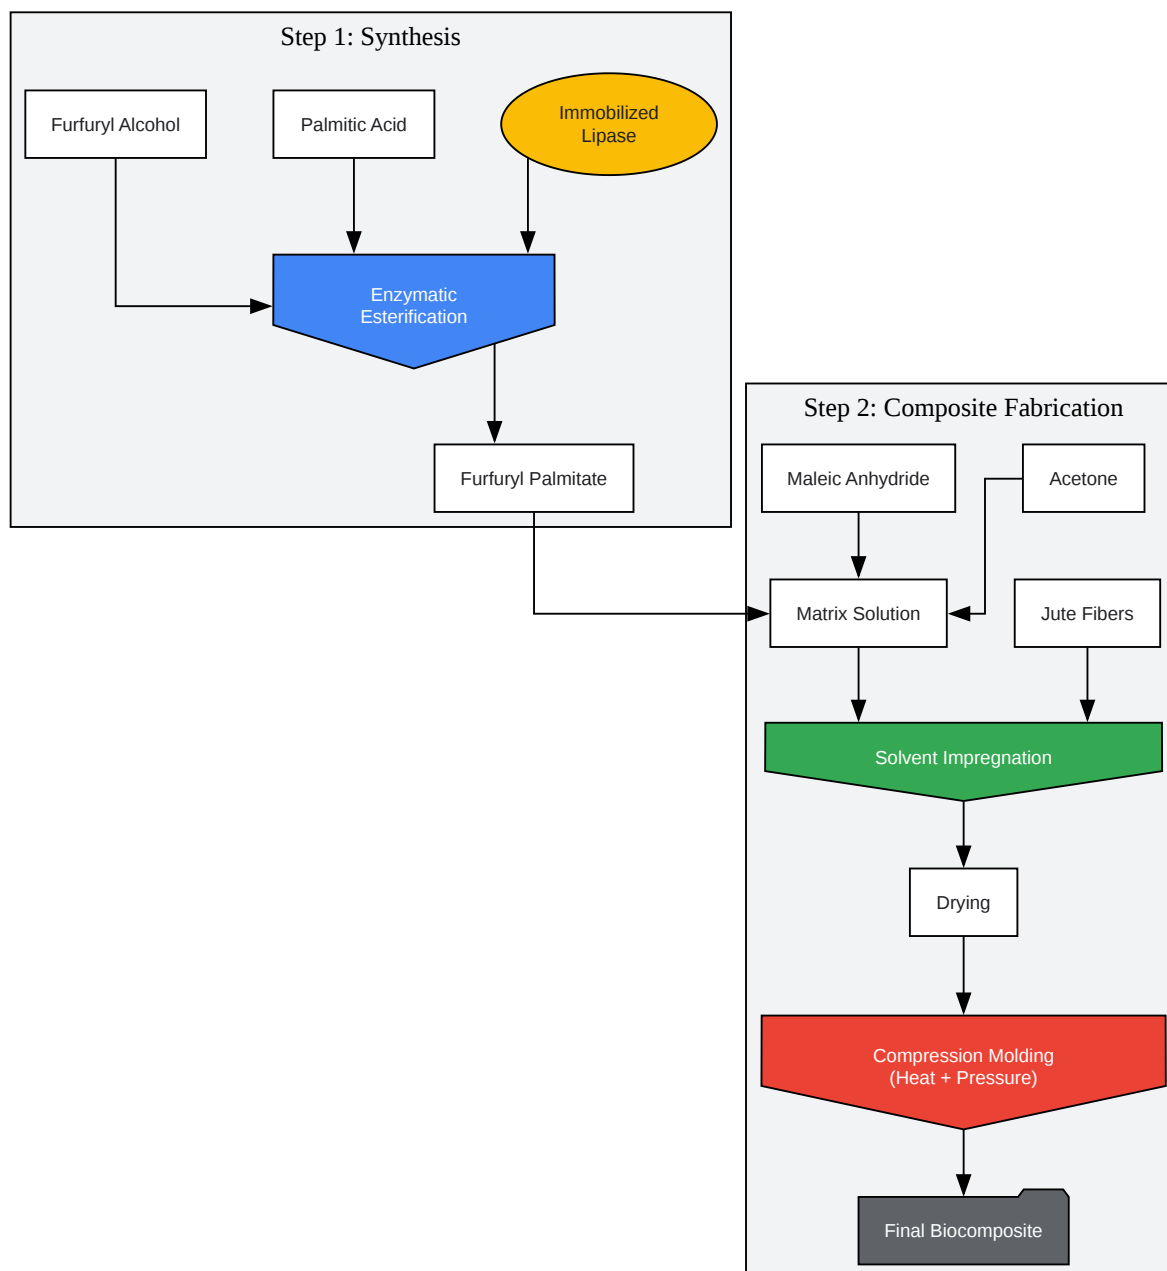 Step 1: Synthesis
Furfuryl Alcohol
Palmitic Acid
Immobilized
Lipase
Enzymatic
Esterification
Furfuryl Palmitate
Step 2: Composite Fabrication
Maleic Anhydride
Acetone
Matrix Solution
Jute Fibers
Solvent Impregnation
Drying
Compression Molding
(Heat + Pressure)
Final Biocomposite